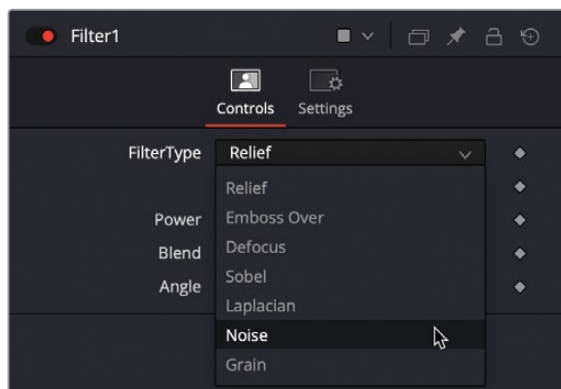 Filter1
Controls Settings
FilterType Relief
Relief
Power Emboss Over
Blend Defocus
Angle Sobel
Laplacian
Noise
Grain